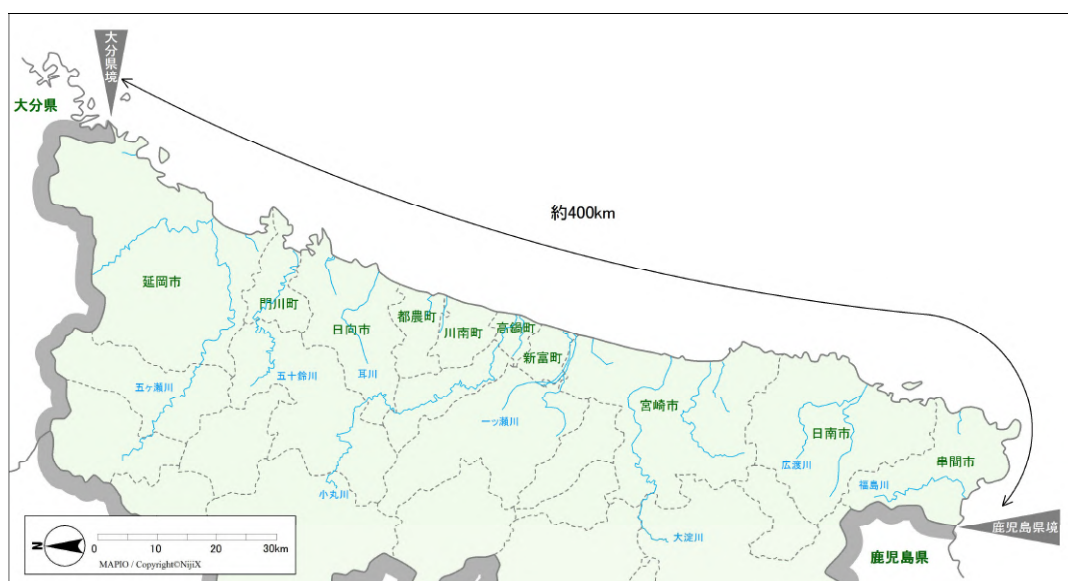 大分県境
大分県
約400km
延岡市
門川町
日向市
都農町
川南町
高鍋町
新富町
宮崎市
日南市
串間市
五ヶ瀬川
五十鈴川
耳川
小丸川
一ッ瀬川
大淀川
広渡川
福島川
鹿児島県境
鹿児島県
N
0 10 20 30km
MAPIO / Copyright©NijiX